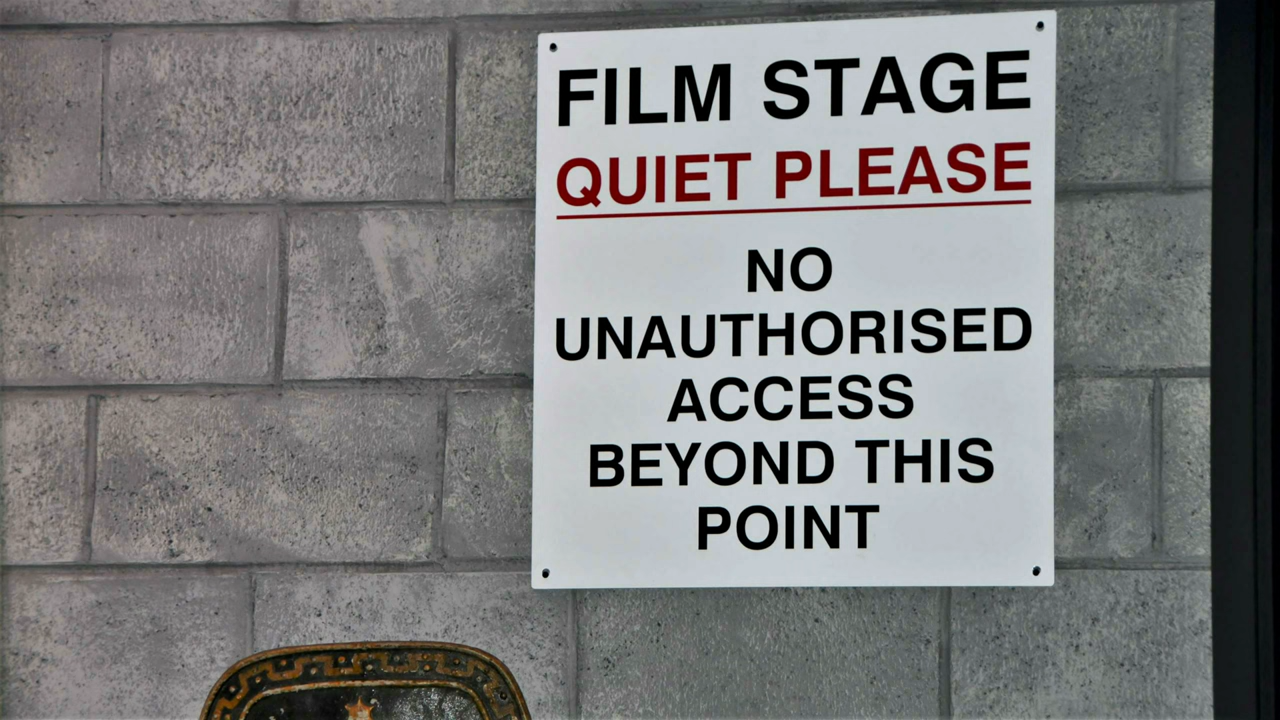 FILM STAGE
QUIET PLEASE
NO
UNAUTHORISED
ACCESS
BEYOND THIS
POINT